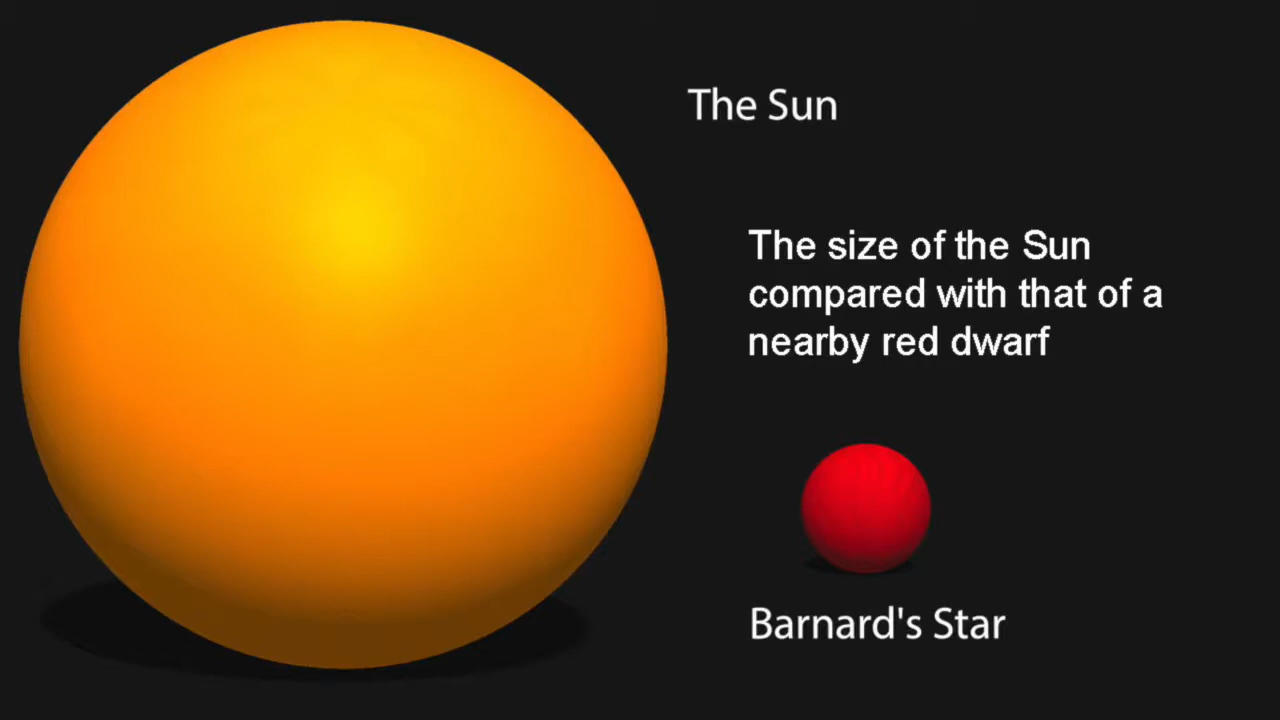 The Sun
The size of the Sun
compared with that of a
nearby red dwarf
Barnard's Star